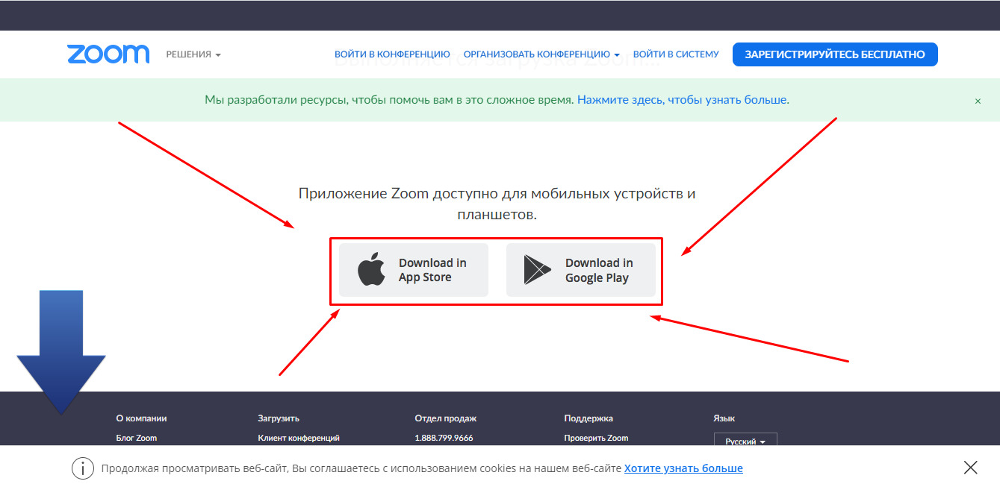 zoom
РЕШЕНИЯ
ВОЙТИ В КОНФЕРЕНЦИЮ
ОРГАНИЗОВАТЬ КОНФЕРЕНЦИЮ
ВОЙТИ В СИСТЕМУ
ЗАРЕГИСТРИРУЙТЕСЬ БЕСПЛАТНО
Выполняется загрузка Zoom...
Мы разработали ресурсы, чтобы помочь вам в это сложное время. Нажмите здесь, чтобы узнать больше.
×
Приложение Zoom доступно для мобильных устройств и
планшетов.
Download in
App Store
Download in
Google Play
О компании
Загрузить
Отдел продаж
Поддержка
Язык
Блог Zoom
Клиент конференций
1.888.799.9666
Проверить Zoom
Русский
Продолжая просматривать веб-сайт, Вы соглашаетесь с использованием cookies на нашем веб-сайте Хотите узнать больше